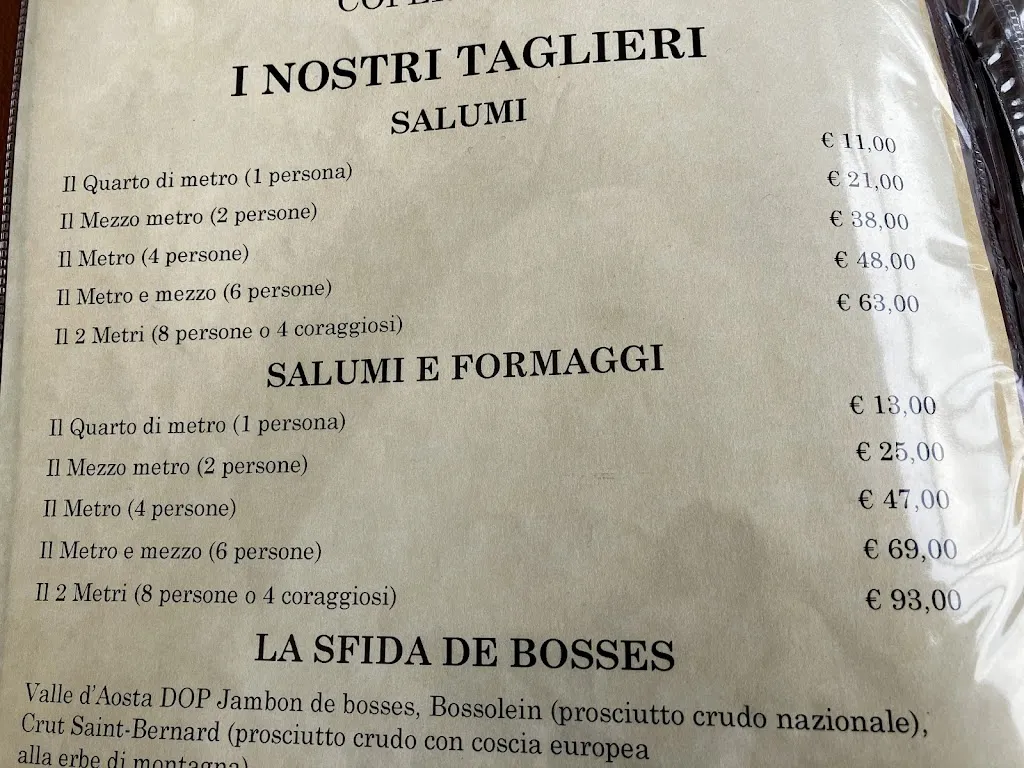 I NOSTRI TAGLIERI
SALUMI
Il Quarto di metro (1 persona) € 11,00
Il Mezzo metro (2 persone) € 21,00
Il Metro (4 persone) € 38,00
Il Metro e mezzo (6 persone) € 48,00
Il 2 Metri (8 persone o 4 coraggiosi) € 63,00
SALUMI E FORMAGGI
Il Quarto di metro (1 persona) € 13,00
Il Mezzo metro (2 persone) € 25,00
Il Metro (4 persone) € 47,00
Il Metro e mezzo (6 persone) € 69,00
Il 2 Metri (8 persone o 4 coraggiosi) € 93,00
LA SFIDA DE BOSSES
Valle d'Aosta DOP Jambon de bosses, Bossolein (prosciutto crudo nazionale),
Crut Saint-Bernard (prosciutto crudo con coscia europea
alla erbe di montagna)